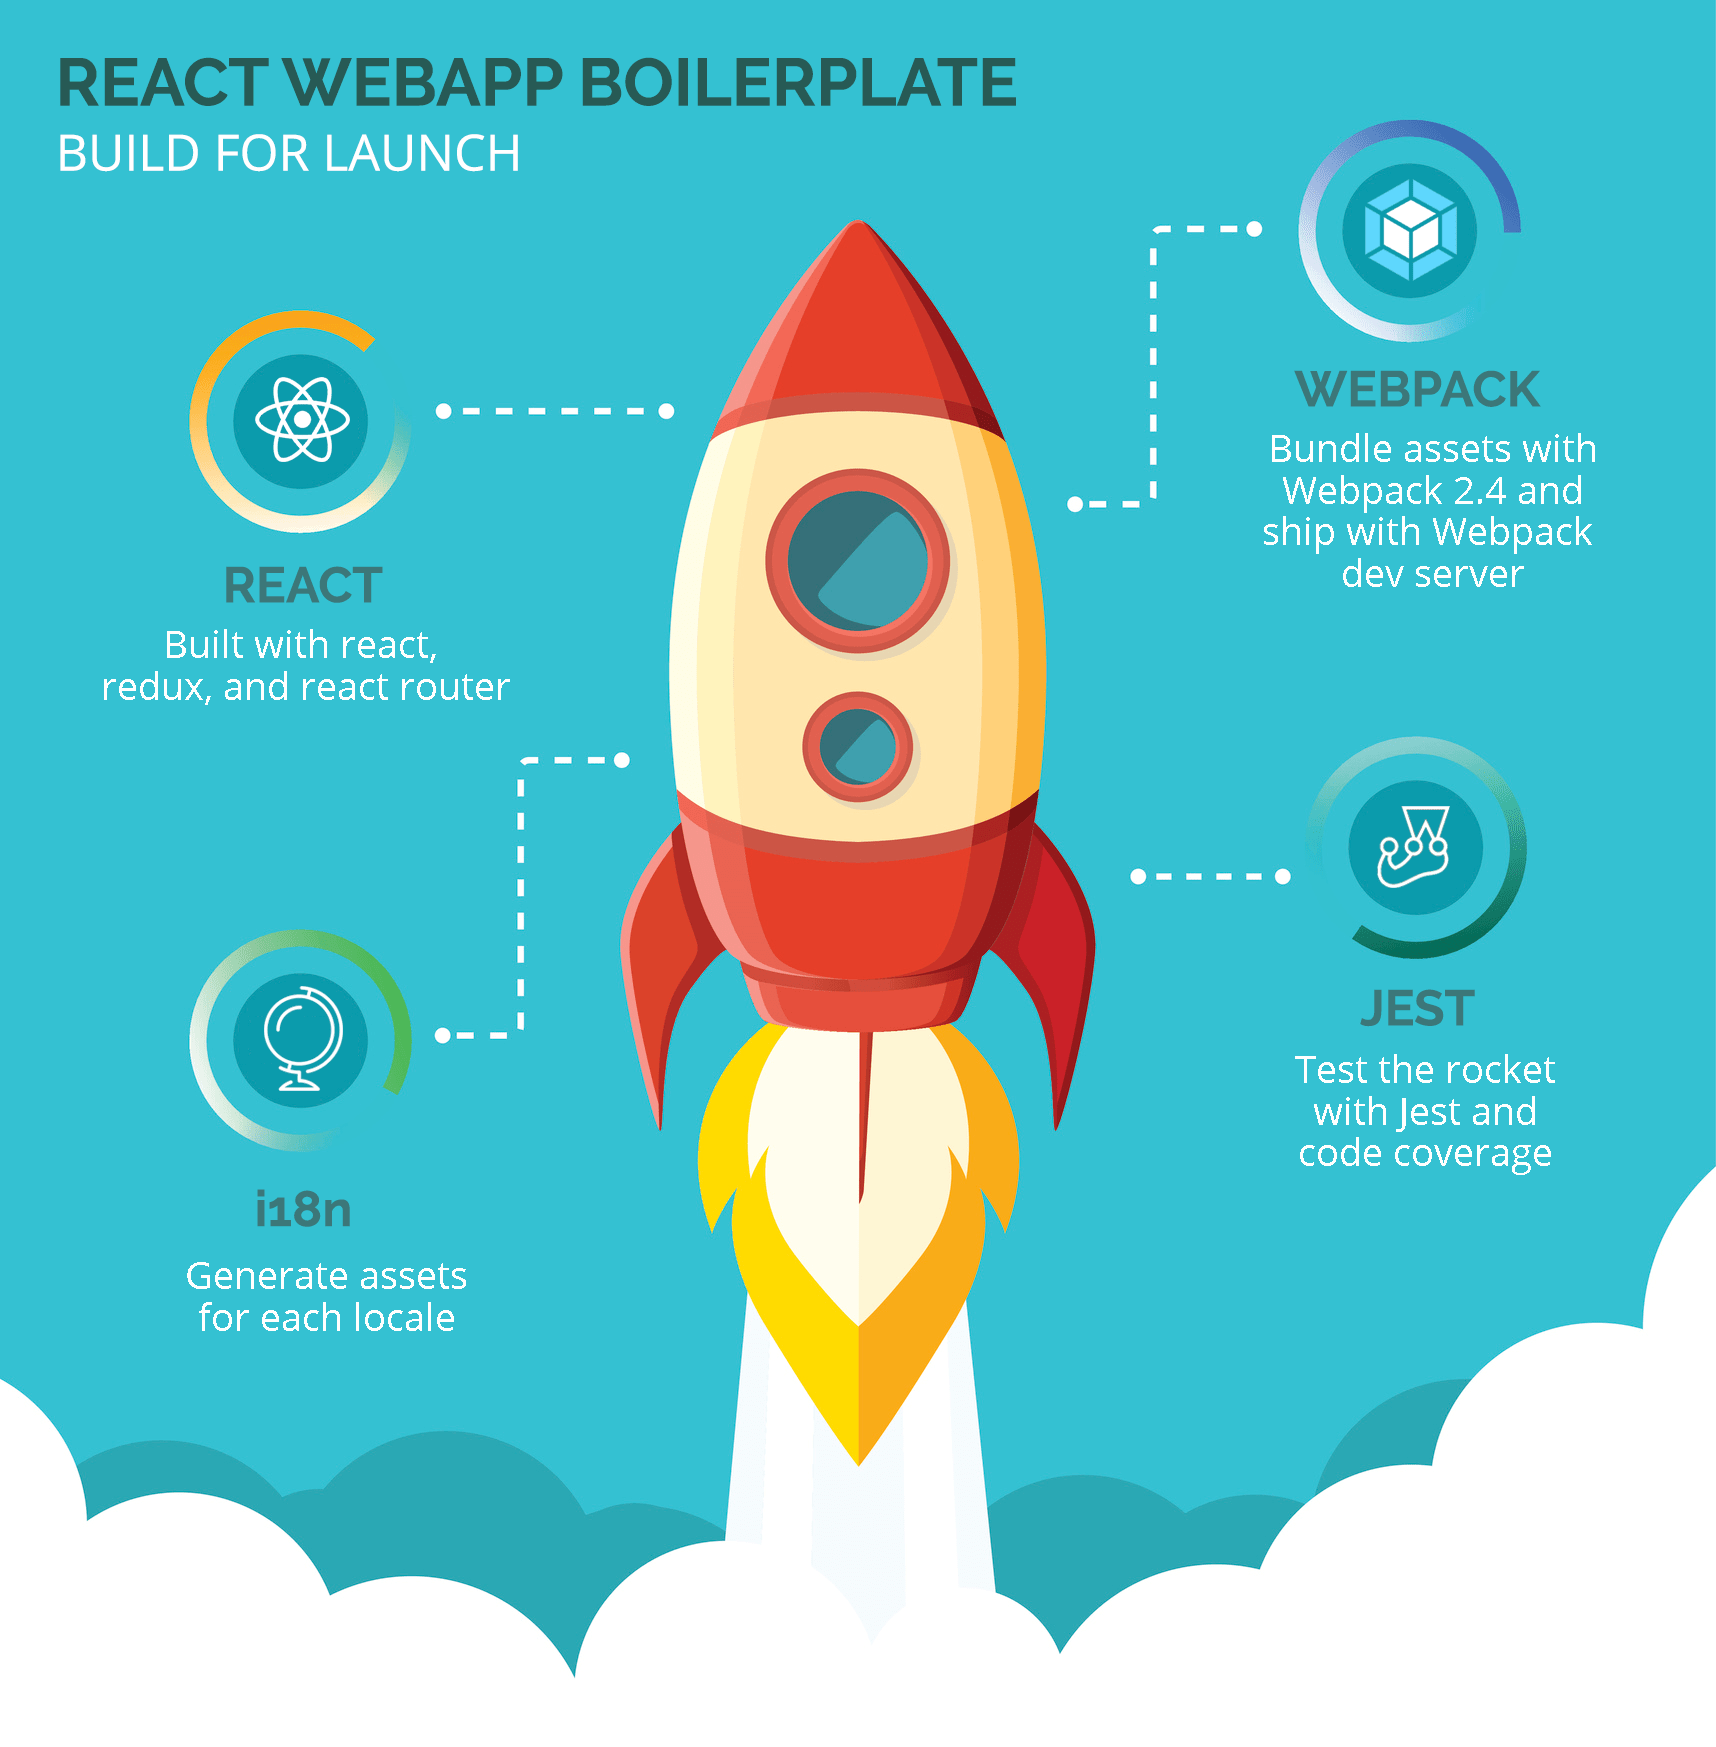 REACT WEBAPP BOILERPLATE
BUILD FOR LAUNCH
REACT
Built with react,
redux, and react router
WEBPACK
Bundle assets with
Webpack 2.4 and
ship with Webpack
dev server
i18n
Generate assets
for each locale
JEST
Test the rocket
with Jest and
code coverage